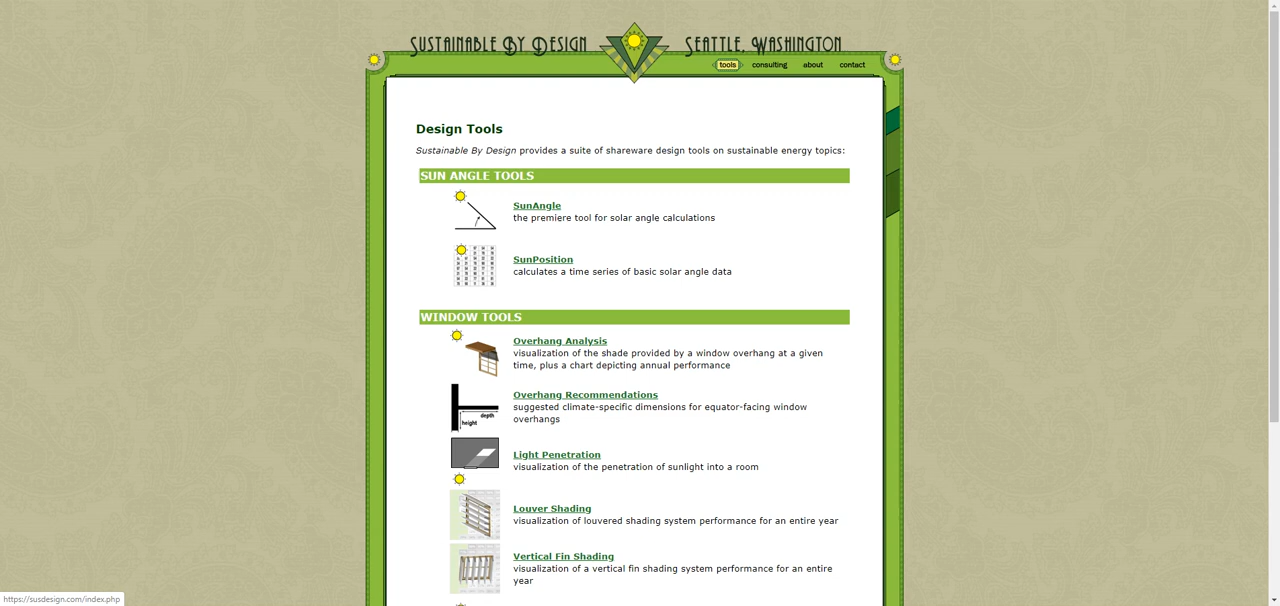 SUSTAINABLE BY DESIGN SEATTLE, WASHINGTON
tools consulting about contact
Design Tools
Sustainable By Design provides a suite of shareware design tools on sustainable energy topics:
SUN ANGLE TOOLS
SunAngle
the premiere tool for solar angle calculations
SunPosition
calculates a time series of basic solar angle data
WINDOW TOOLS
Overhang Analysis
visualization of the shade provided by a window overhang at a given
time, plus a chart depicting annual performance
Overhang Recommendations
suggested climate-specific dimensions for equator-facing window
overhangs
depth
height
Light Penetration
visualization of the penetration of sunlight into a room
Louver Shading
visualization of louvered shading system performance for an entire year
Vertical Fin Shading
visualization of a vertical fin shading system performance for an entire
year
https://susdesign.com/index.php